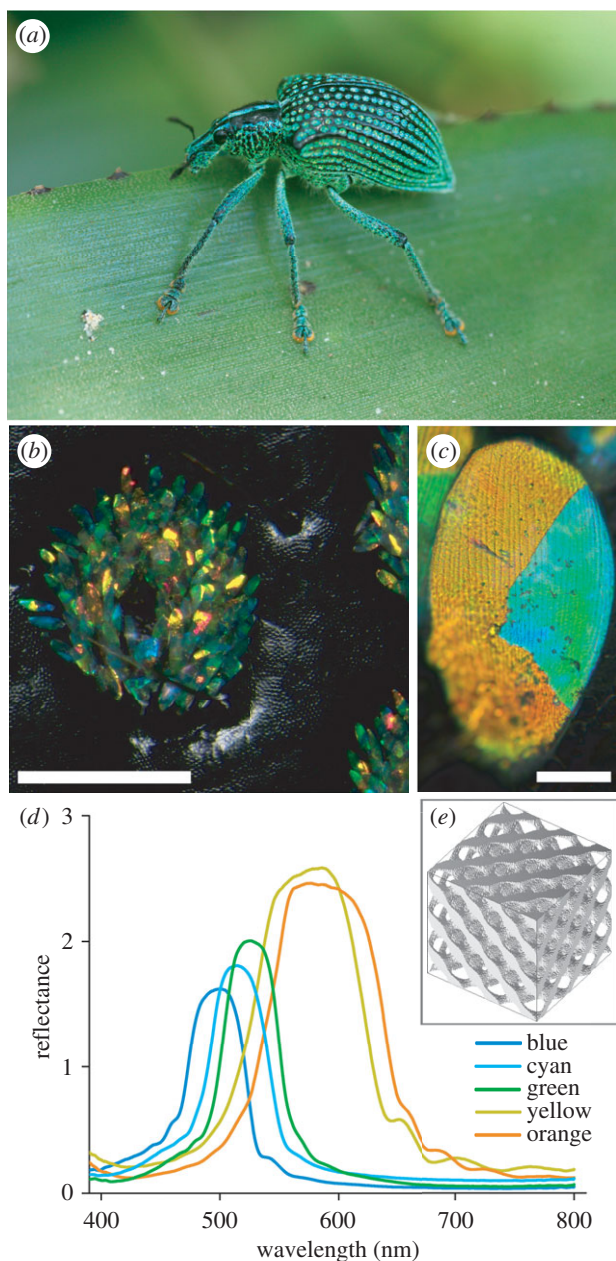 (a)
(b)
(c)
(d)
(e)
3
2
1
0
reflectance
400
500
600
700
800
wavelength (nm)
blue
cyan
green
yellow
orange